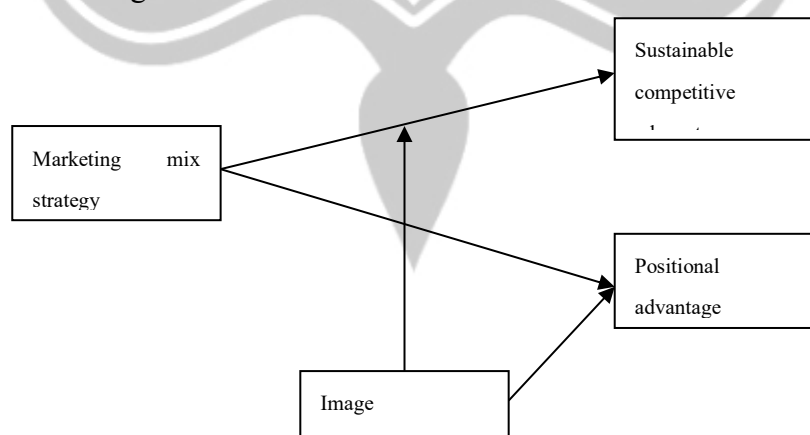 Sustainable
competitive
Marketing mix
strategy
Positional
advantage
Image